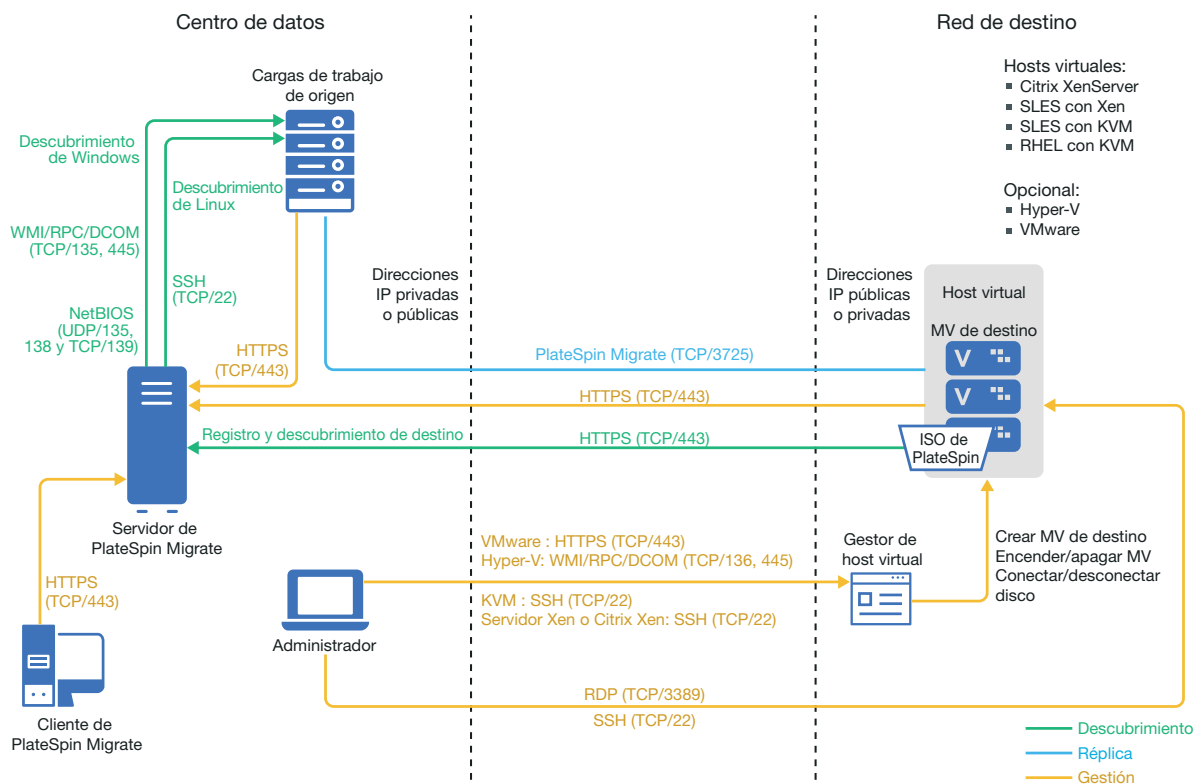 Centro de datos
Red de destino
Cargas de trabajo
de origen
Hosts virtuales:
Citrix XenServer
SLES con Xen
SLES con KVM
RHEL con KVM
Opcional:
Hyper-V
VMware
Descubrimiento
de Windows
Descubrimiento
de Linux
WMI/RPC/DCOM
(TCP/135, 445)
SSH
(TCP/22)
NetBIOS
(UDP/135,
138 y TCP/139)
HTTPS
(TCP/443)
Direcciones
IP privadas
o públicas
Direcciones
IP públicas
o privadas
Host virtual
MV de destino
V
V
PlateSpin Migrate (TCP/3725)
HTTPS (TCP/443)
Registro y descubrimiento de destino
HTTPS (TCP/443)
ISO de
PlateSpin
Servidor de
PlateSpin Migrate
HTTPS
(TCP/443)
Cliente de
PlateSpin Migrate
Administrador
VMware : HTTPS (TCP/443)
Hyper-V: WMI/RPC/DCOM (TCP/136, 445)
KVM : SSH (TCP/22)
Servidor Xen o Citrix Xen: SSH (TCP/22)
Gestor de
host virtual
Crear MV de destino
Encender/apagar MV
Conectar/desconectar
disco
RDP (TCP/3389)
SSH (TCP/22)
Descubrimiento
Réplica
Gestión